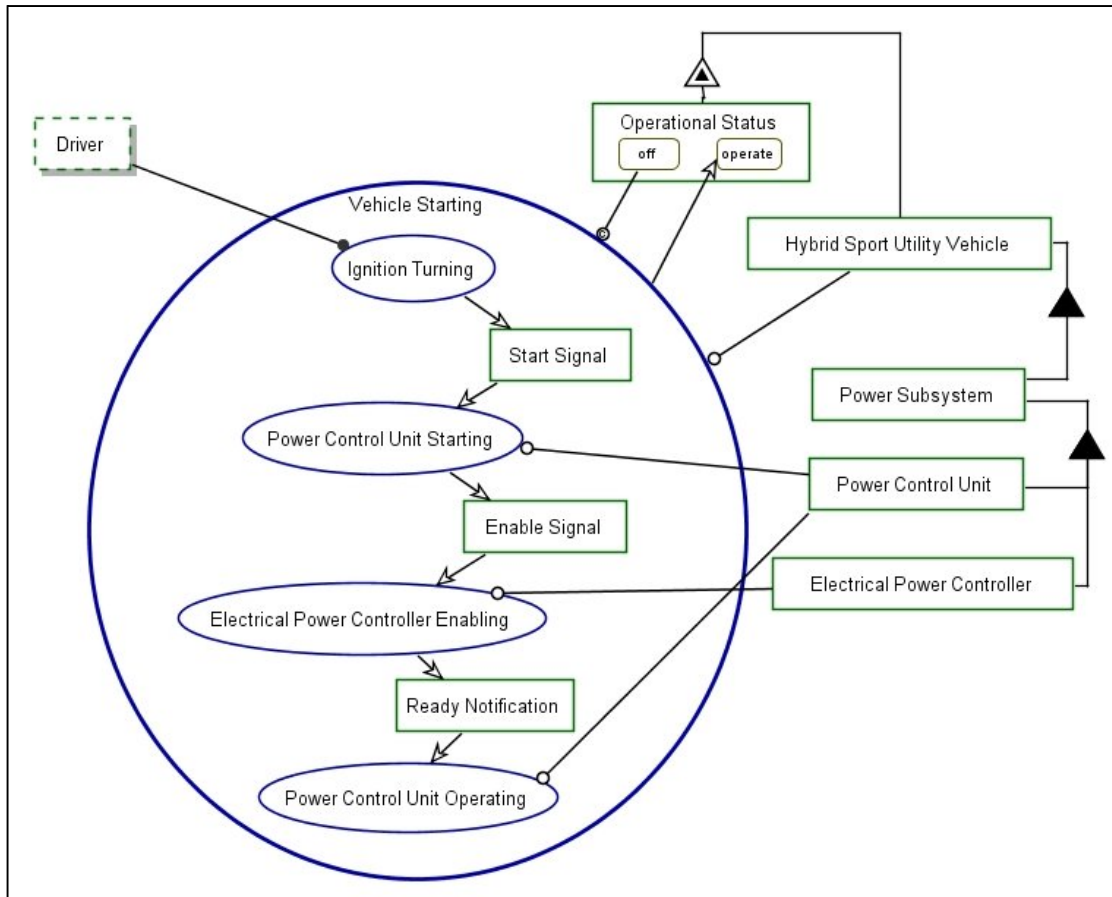 Operational Status
off
operate
Driver
Vehicle Starting
Hybrid Sport Utility Vehicle
Ignition Turning
Start Signal
Power Subsystem
Power Control Unit Starting
Power Control Unit
Enable Signal
Electrical Power Controller
Electrical Power Controller Enabling
Ready Notification
Power Control Unit Operating